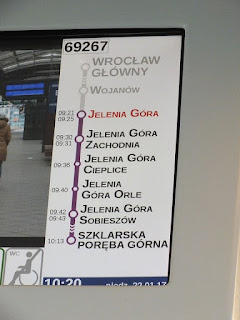 69267
WROCŁAW
GŁÓWNY
WOJANÓW
09:21 JELENIA GÓRA
09:25
09:30 JELENIA GÓRA
09:31 ZACHODNIA
09:36 JELENIA GÓRA
CIEPLICE
09:40 JELENIA
GÓRA ORLE
09:42 JELENIA GÓRA
09:43 SOBIESZÓW
10:13 SZKLARSKA
PORĘBA GÓRNA
WC
10:20 niedz. 22.01.17